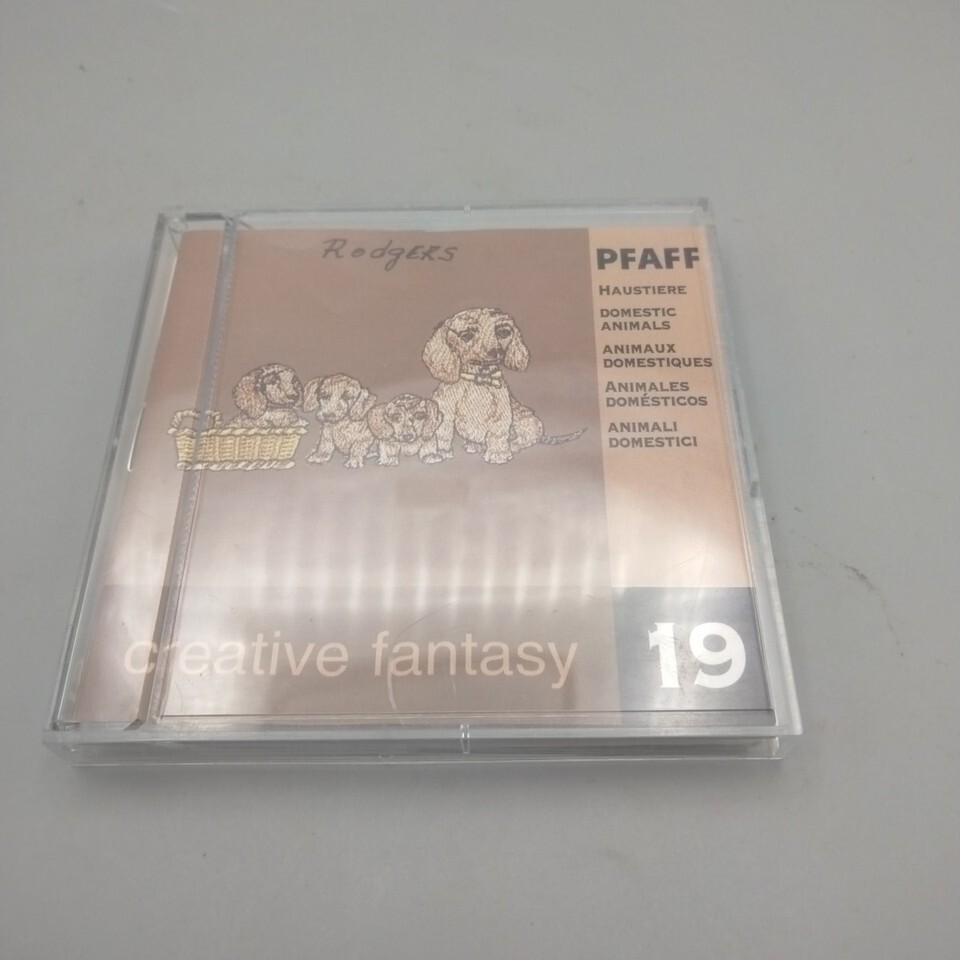 Rodgers
PFAFF
HAUSTIERE
DOMESTIC
ANIMALS
ANIMAUX
DOMESTIQUES
ANIMALES
DOMÉSTICOS
ANIMALI
DOMESTICI
creative fantasy
19